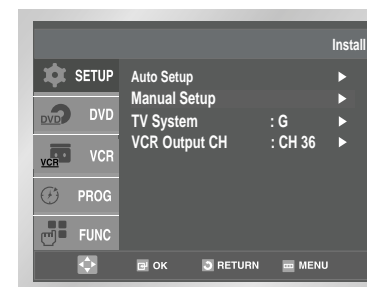 Install
SETUP
DVD
DVD
VCR
VCR
PROG
FUNC
Auto Setup ►
Manual Setup ►
TV System : G ►
VCR Output CH : CH 36 ►
OK RETURN MENU